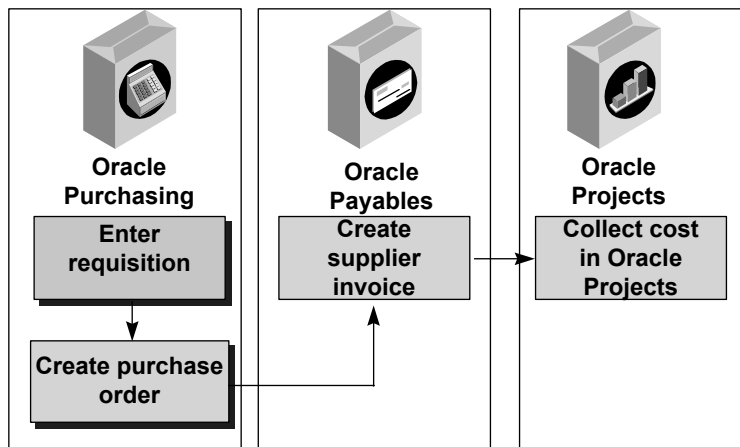 Oracle
Purchasing
Enter
requisition
Create purchase
order
Oracle
Payables
Create
supplier
invoice
Oracle
Projects
Collect cost
in Oracle
Projects